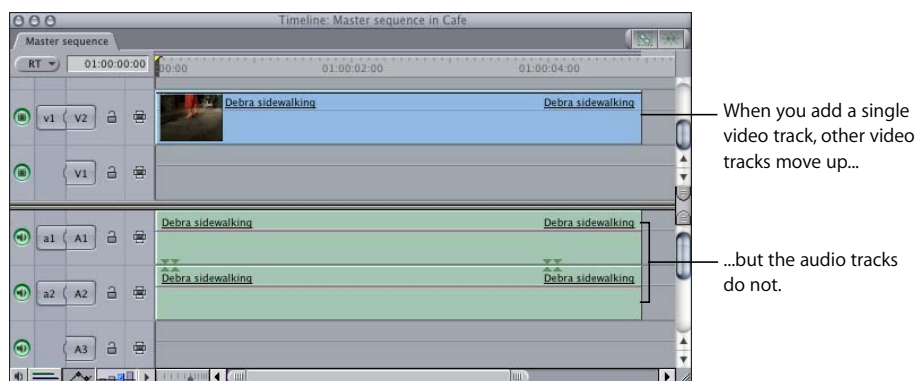 Timeline: Master sequence in Cafe
Master sequence
RT 01:00:00:00 00:00 01:00:02:00 01:00:04:00
v1 V2 Debra sidewalking Debra sidewalking
V1
a1 A1 Debra sidewalking Debra sidewalking
a2 A2 Debra sidewalking Debra sidewalking
A3
When you add a single
video track, other video
tracks move up...
...but the audio tracks
do not.